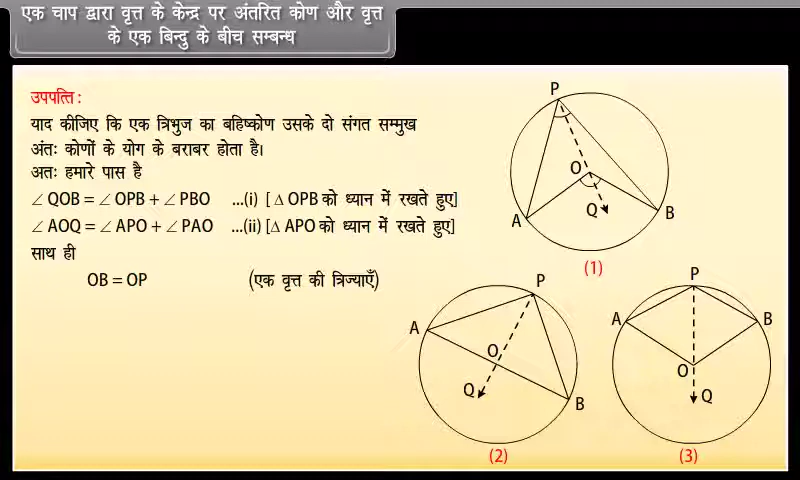 एक चाप द्वारा वृत्त के केन्द्र पर अंतरित कोण और वृत्त
के एक बिन्दु के बीच सम्बन्ध
उपपत्ति :
याद कीजिए कि एक त्रिभुज का बहिष्कोण उसके दो संगत सम्मुख
अंतः कोणों के योग के बराबर होता है।
अतः हमारे पास है
∠ QOB = ∠ OPB + ∠ PBO ...(i) [ Δ OPB को ध्यान में रखते हुए]
∠ AOQ = ∠ APO + ∠ PAO ...(ii) [Δ APO को ध्यान में रखते हुए]
साथ ही
OB = OP (एक वृत्त की त्रिज्याएँ)
P
O
Q
A
B
(1)
P
A
O
Q
B
(2)
P
A
B
O
Q
(3)